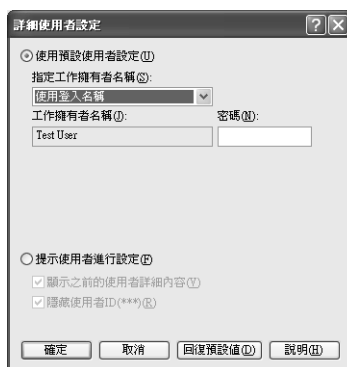 詳細使用者設定
使用預設使用者設定(U)
指定工作擁有者名稱(S):
使用登入名稱
工作擁有者名稱(J): 密碼(N):
Test User
提示使用者進行設定(F)
顯示之前的使用者詳細內容(V)
隱藏使用者ID(***)(R)
確定 取消 回復預設值(D) 説明(H)